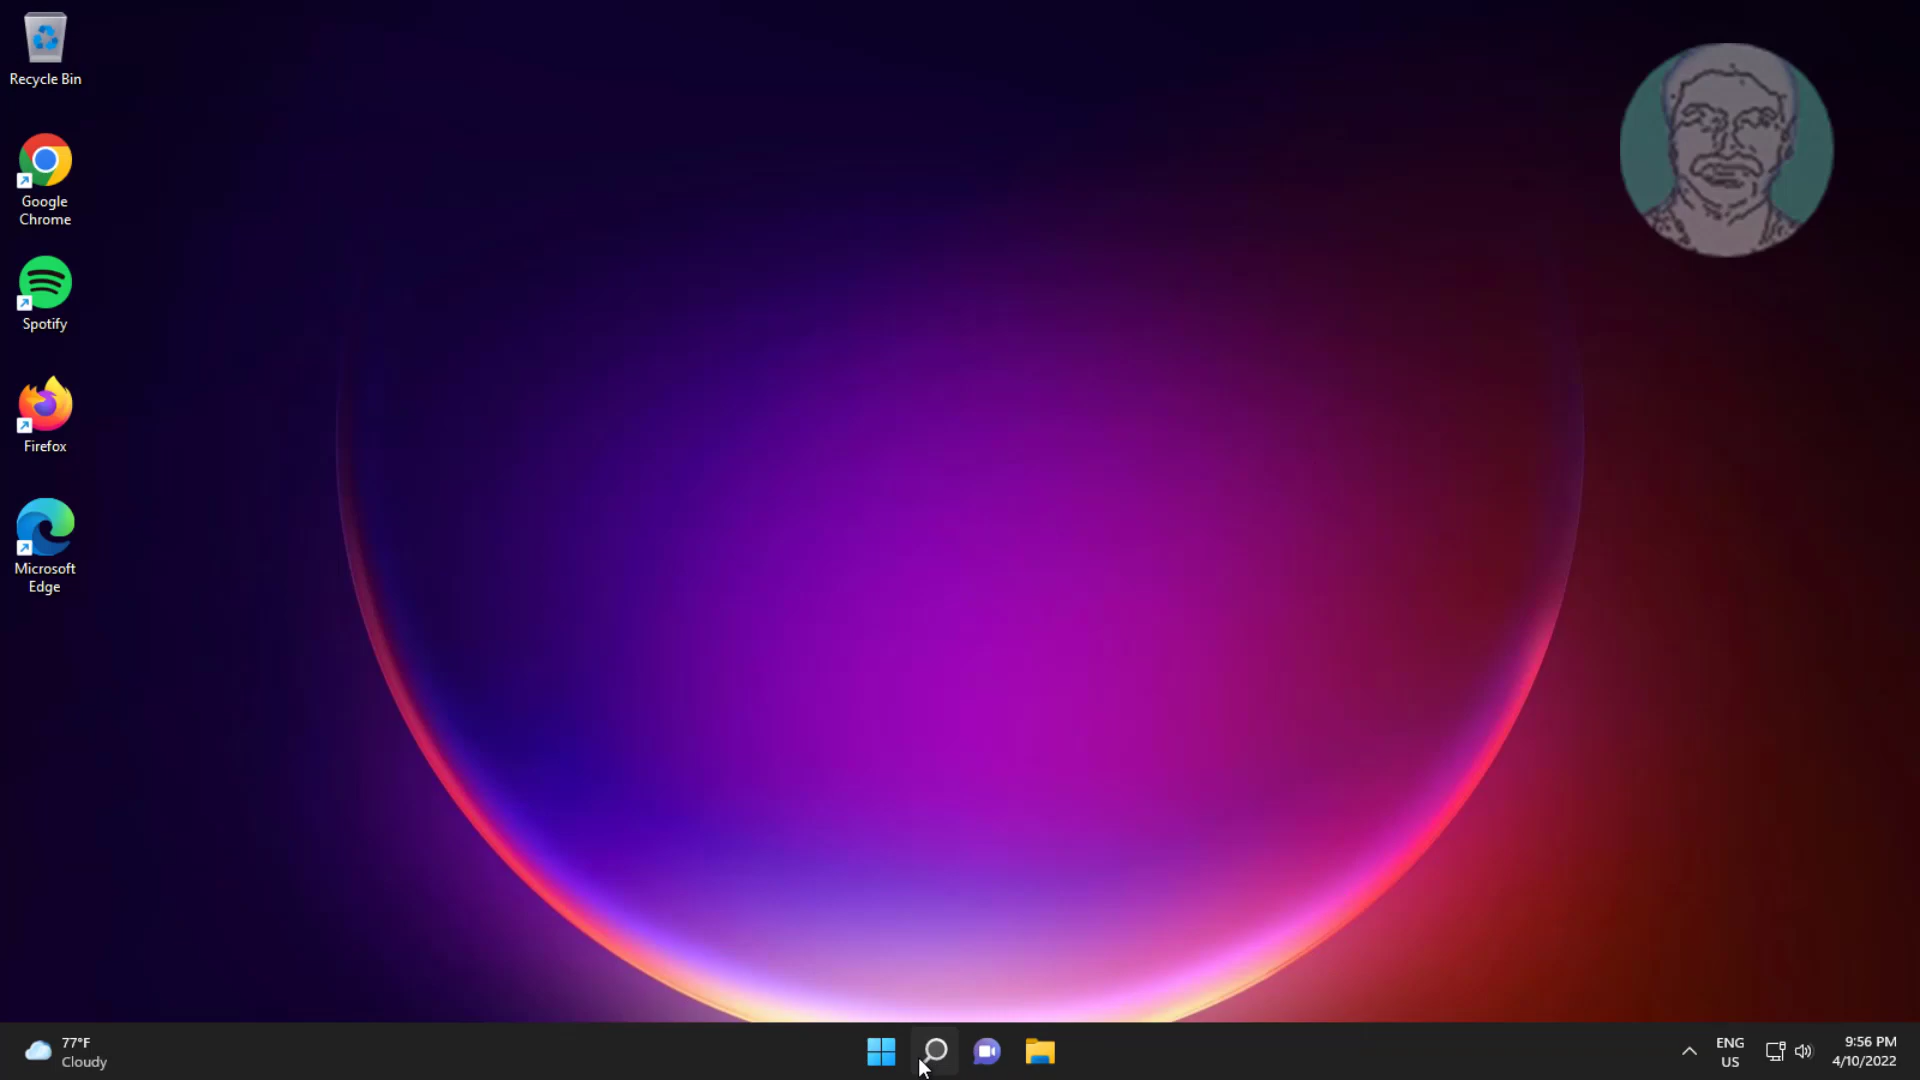 Recycle Bin
Google
Chrome
Spotify
Firefox
Microsoft
Edge
77°F
Cloudy
ENG
US
9:56 PM
4/10/2022